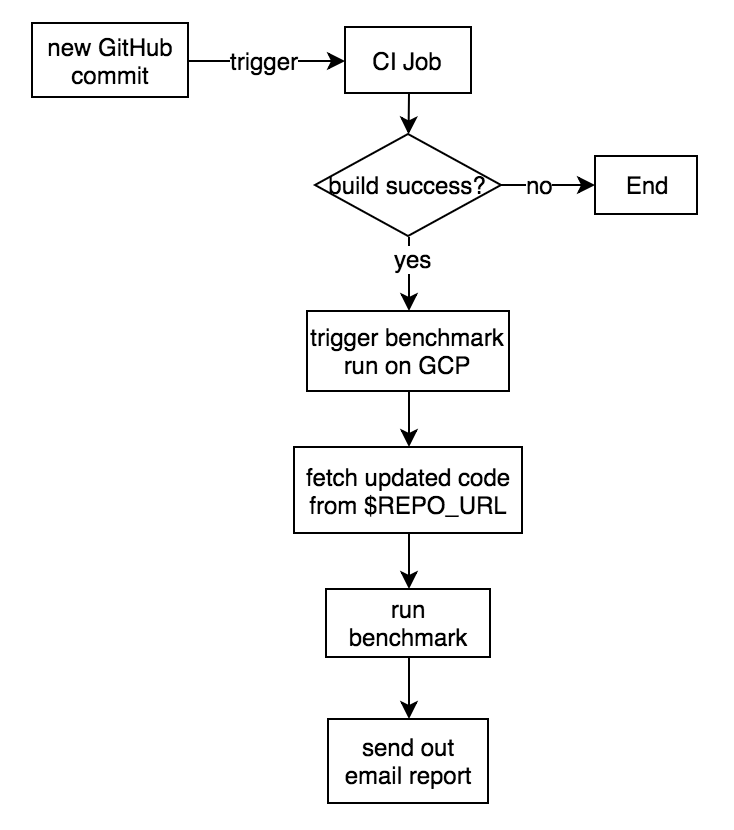 new GitHub
commit
trigger
CI Job
build success?
no
End
yes
trigger benchmark
run on GCP
fetch updated code
from $REPO_URL
run
benchmark
send out
email report